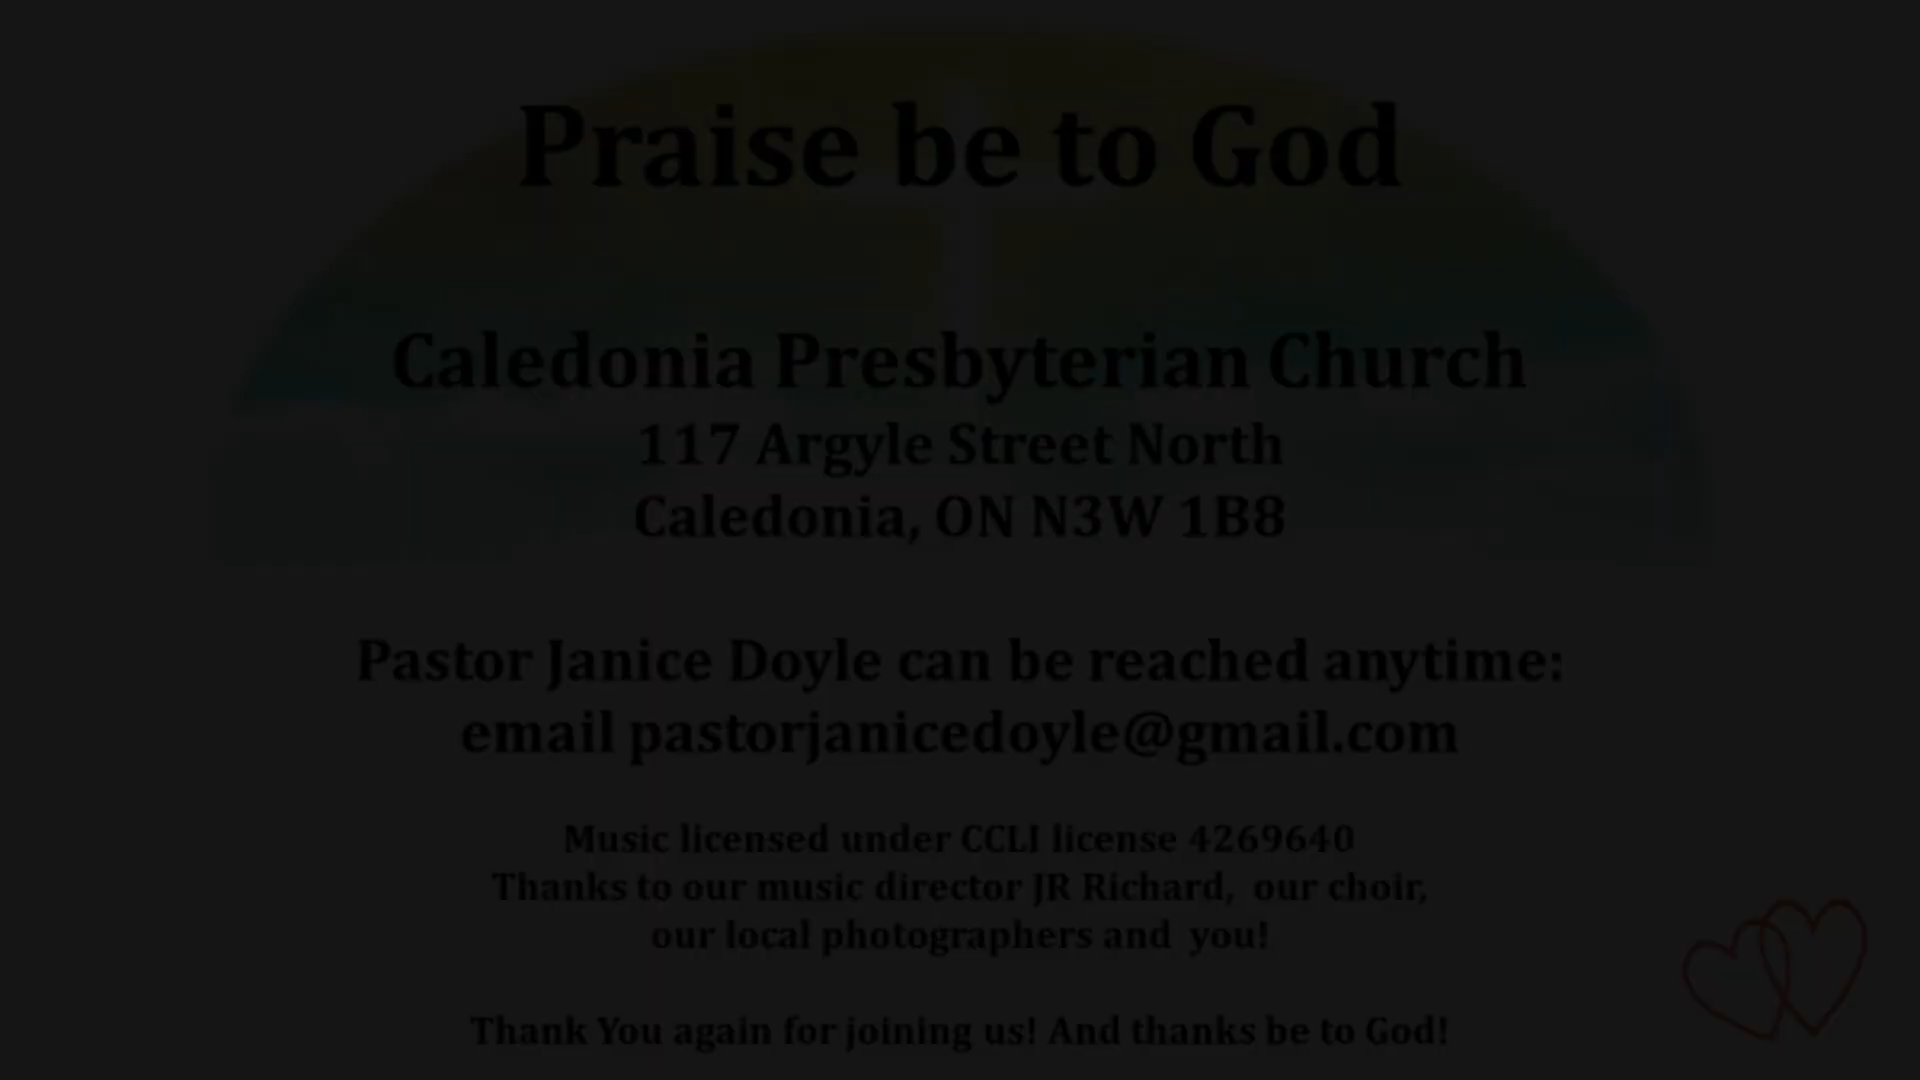 Praise be to God
Caledonia Presbyterian Church
117 Argyle Street North
Caledonia, ON N3W 1B8
Pastor Janice Doyle can be reached anytime:
email pastorjanicedoyle@gmail.com
Music licensed under CCLI license 4269640
Thanks to our music director JR Richard, our choir,
our local photographers and you!
Thank You again for joining us! And thanks be to God!